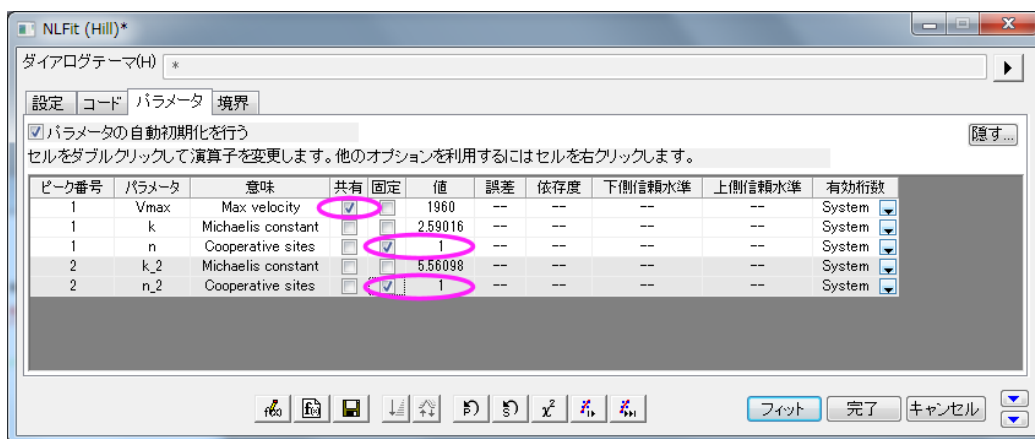 NLFit (Hill)*
ダイアログテーマ(H) *
設定 コード パラメータ 境界
パラメータの自動初期化を行う 隠す...
セルをダブルクリックして演算子を変更します。他のオプションを利用するにはセルを右クリックします。
ピーク番号 パラメータ 意味 共有 固定 値 誤差 依存度 下側信頼水準 上側信頼水準 有効桁数
1 Vmax Max velocity 1960 -- -- -- -- System
1 k Michaelis constant 2.59016 -- -- -- -- System
1 n Cooperative sites 1 -- -- -- -- System
2 k_2 Michaelis constant 5.56098 -- -- -- -- System
2 n_2 Cooperative sites 1 -- -- -- -- System
フィット 完了 キャンセル